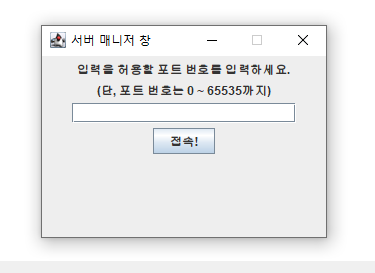 서버 매니저 창
입력을 허용할 포트 번호를 입력하세요.
(단, 포트 번호는 0 ~ 65535까지)
접속!